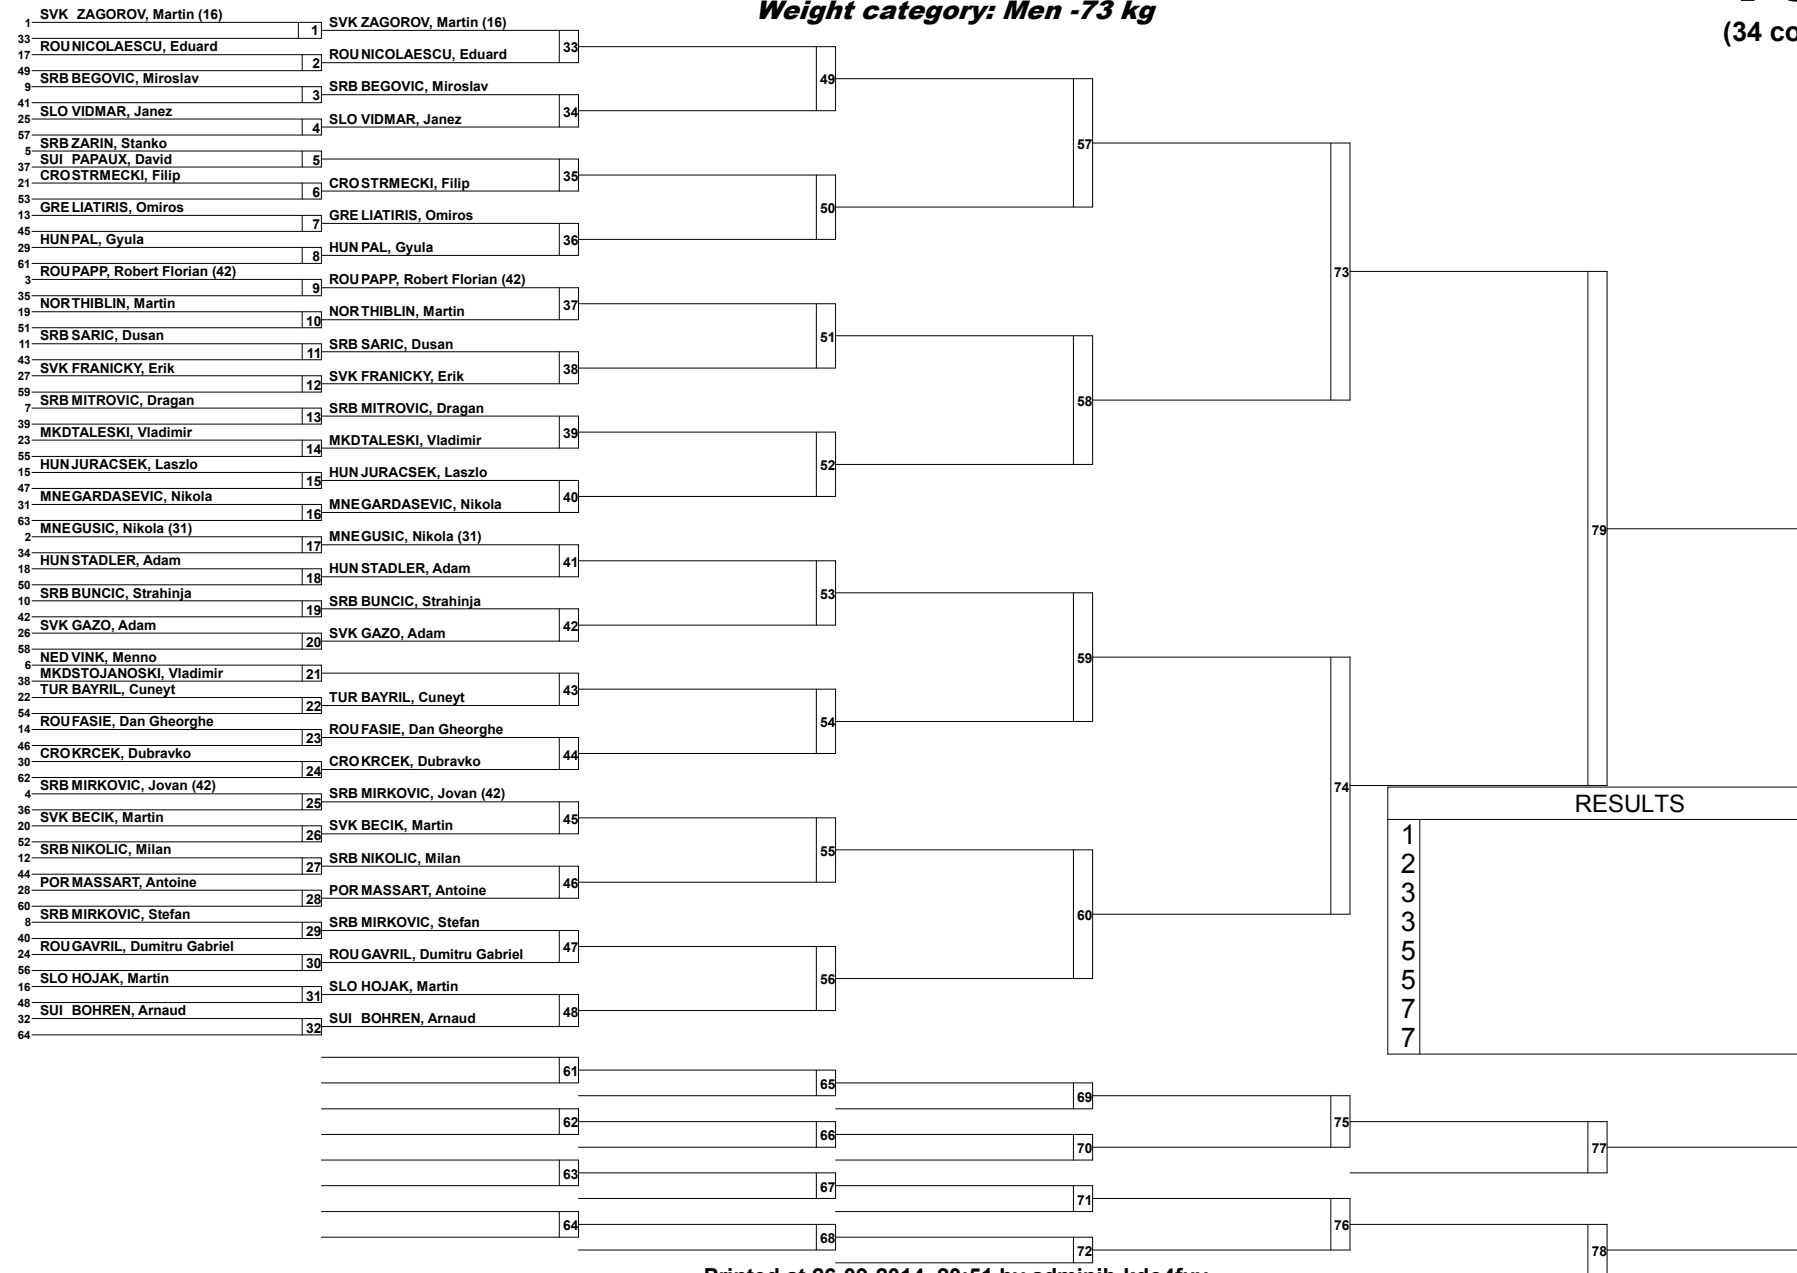 Weight category: Men -73 kg
(34 co
1 SVK ZAGOROV, Martin (16)
33
1
17 ROU NICOLAESCU, Eduard
49
2
9 SRB BEGOVIC, Miroslav
41
3
25 SLO VIDMAR, Janez
57
4
5 SRB ZARIN, Stanko
37 SUI PAPAUX, David
5
21 CRO STRMECKI, Filip
53
6
13 GRE LIATIRIS, Omiros
45
7
29 HUN PAL, Gyula
61
8
3 ROU PAPP, Robert Florian (42)
35
9
19 NOR THIBLIN, Martin
51
10
11 SRB SARIC, Dusan
43
11
27 SVK FRANICKY, Erik
59
12
7 SRB MITROVIC, Dragan
39
13
23 MKD TALESKI, Vladimir
55
14
15 HUN JURACSEK, Laszlo
47
15
31 MNE GARDASEVIC, Nikola
63
16
2 MNE GUSIC, Nikola (31)
34
17
18 HUN STADLER, Adam
50
18
10 SRB BUNCIC, Strahinja
42
19
26 SVK GAZO, Adam
58
20
6 NED VINK, Menno
38 MKD STOJANOSKI, Vladimir
21
22 TUR BAYRIL, Cuneyt
54
22
14 ROU FASIE, Dan Gheorghe
46
23
30 CRO KRCEK, Dubravko
62
24
4 SRB MIRKOVIC, Jovan (42)
36
25
20 SVK BECIK, Martin
52
26
12 SRB NIKOLIC, Milan
44
27
28 POR MASSART, Antoine
60
28
8 SRB MIRKOVIC, Stefan
40
29
24 ROU GAVRIL, Dumitru Gabriel
56
30
16 SLO HOJAK, Martin
48
31
32 SUI BOHREN, Arnaud
64
32
SVK ZAGOROV, Martin (16)
33
ROU NICOLAESCU, Eduard
SRB BEGOVIC, Miroslav
34
SLO VIDMAR, Janez
35
CRO STRMECKI, Filip
GRE LIATIRIS, Omiros
36
HUN PAL, Gyula
ROU PAPP, Robert Florian (42)
37
NOR THIBLIN, Martin
SRB SARIC, Dusan
38
SVK FRANICKY, Erik
SRB MITROVIC, Dragan
39
MKD TALESKI, Vladimir
HUN JURACSEK, Laszlo
40
MNE GARDASEVIC, Nikola
MNE GUSIC, Nikola (31)
41
HUN STADLER, Adam
SRB BUNCIC, Strahinja
42
SVK GAZO, Adam
43
TUR BAYRIL, Cuneyt
ROU FASIE, Dan Gheorghe
44
CRO KRCEK, Dubravko
SRB MIRKOVIC, Jovan (42)
45
SVK BECIK, Martin
SRB NIKOLIC, Milan
46
POR MASSART, Antoine
SRB MIRKOVIC, Stefan
47
ROU GAVRIL, Dumitru Gabriel
SLO HOJAK, Martin
48
SUI BOHREN, Arnaud
49
50
51
52
53
54
55
56
57
58
59
60
73
74
79
RESULTS
1
2
3
3
5
5
7
7
61
62
63
64
65
66
67
68
69
70
71
72
75
76
77
78